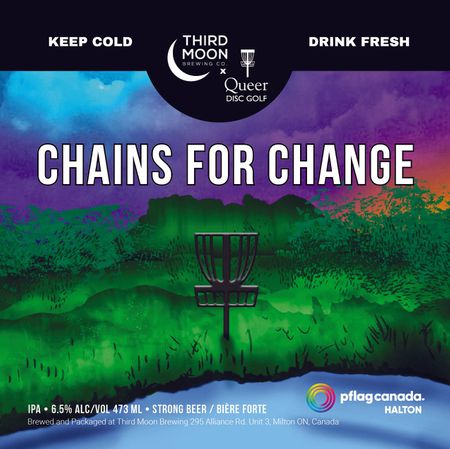 KEEP COLD
THIRD
MOON
BREWING CO.
x
Queer
DISC GOLF
DRINK FRESH
CHAINS FOR CHANGE
pflagcanada.
HALTON
IPA • 6.5% ALC/VOL 473 ML • STRONG BEER / BIÈRE FORTE
Brewed and Packaged at Third Moon Brewing 295 Alliance Rd. Unit 3, Milton ON, Canada